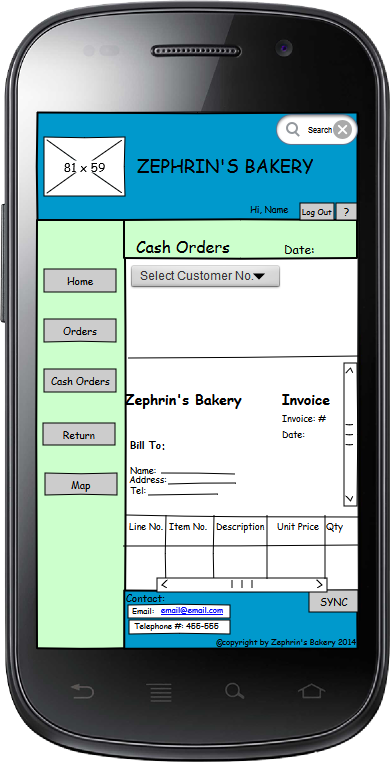 Search
81 x 59
ZEPHRIN'S BAKERY
Hi, Name
Log Out
?
Cash Orders
Date:
Home
Orders
Cash Orders
Return
Map
Select Customer No.
Zephrin's Bakery
Invoice
Invoice: #
Date:
Bill To:
Name:
Address:
Tel:
Line No. Item No. Description Unit Price Qty
Contact:
Email: email@email.com
Telephone #: 455-555
SYNC
©copyright by Zephrin's Bakery 2014